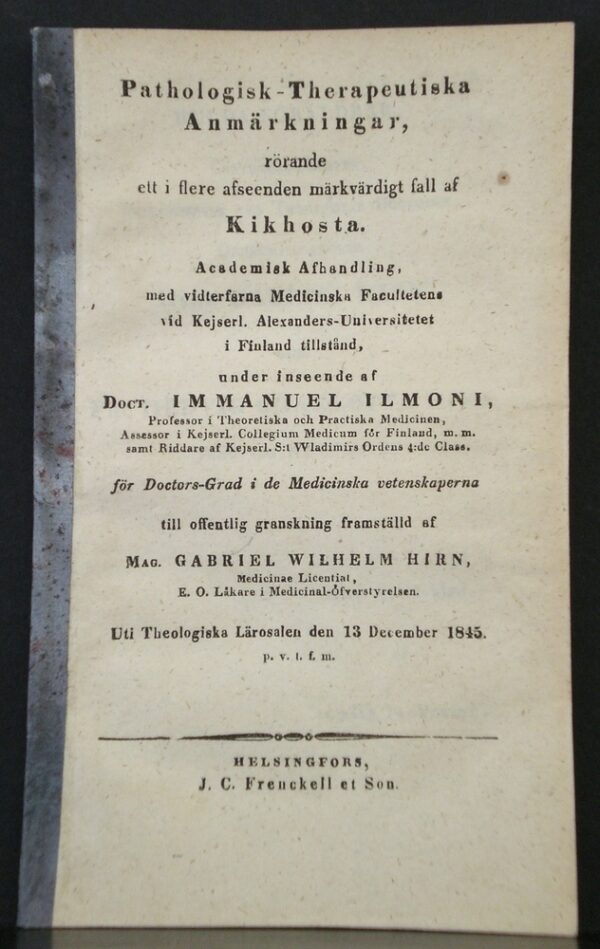 Pathologisk-Therapeutiska
Anmärkningar,
rörande
ett i flere afseenden märkvärdigt fall af
Kikhosta.
Academisk Afhandling,
med vidterfarna Medicinska Facultetens
vid Kejserl. Alexanders-Universitetet
i Finland tillstånd,
under inseende af
Doct. IMMANUEL ILMONI,
Professor i Theoretiska och Practiska Medicinen,
Assessor i Kejserl. Collegium Medicum för Finland, m. m.
samt Riddare af Kejserl. S:t Wladimirs Ordens 4:de Class.
för Doctors-Grad i de Medicinska vetenskaperna
till offentlig granskning framställd af
Mag. GABRIEL WILHELM HIRN,
Medicinae Licentiat,
E. O. Läkare i Medicinal-Öfverstyrelsen.
Uti Theologiska Lärosalen den 13 December 1845.
p. v. t. f. m.
HELSINGFORS,
J. C. Frenckell et Son.